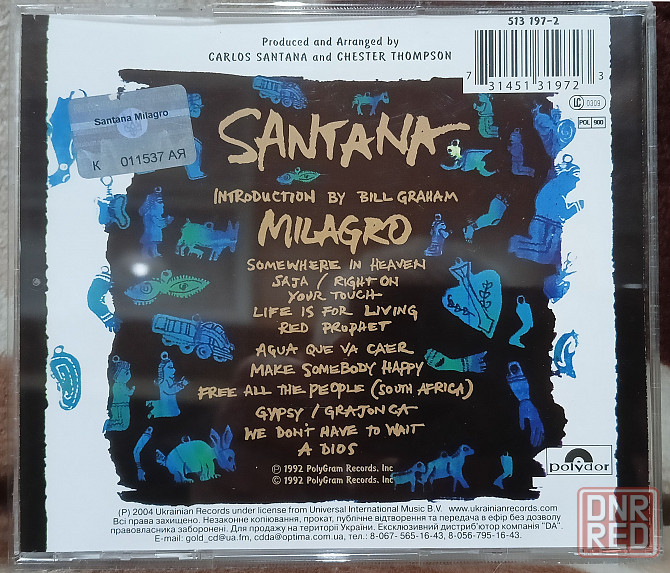 513 197-2
Produced and Arranged by
CARLOS SANTANA and CHESTER THOMPSON
7 31451 31972 3
LC 0309
POL 900
Santana Milagro
К 011537 АЯ
SANTANA
INTRODUCTION BY BILL GRAHAM
MILAGRO
SOMEWHERE IN HEAVEN
SAJA / RIGHT ON
YOUR TOUCH
LIFE IS FOR LIVING
RED PROPHET
AGUA QUE VA CAER
MAKE SOMEBODY HAPPY
FREE ALL THE PEOPLE (SOUTH AFRICA)
GYPSY / GRAJONCA
WE DON'T HAVE TO WAIT
A DIOS
℗ 1992 PolyGram Records, Inc
© 1992 PolyGram Records, Inc
polydor
(P) 2004 Ukrainian Records under license from Universal International Music B.V. www.ukrainianrecords.com
Всі права захищено. Незаконне копіювання, прокат, публічне відтворення та передача в ефір без дозволу
правовласника заборонені. Для продажу на території України. Ексклюзивний дистриб'ютор компанія "DA".
E-mail: gold_cd@ua.fm, cdda@optima.com.ua, тел.: 8-067- 565-16-43, 8-056-795-16-43.
DNR
RED